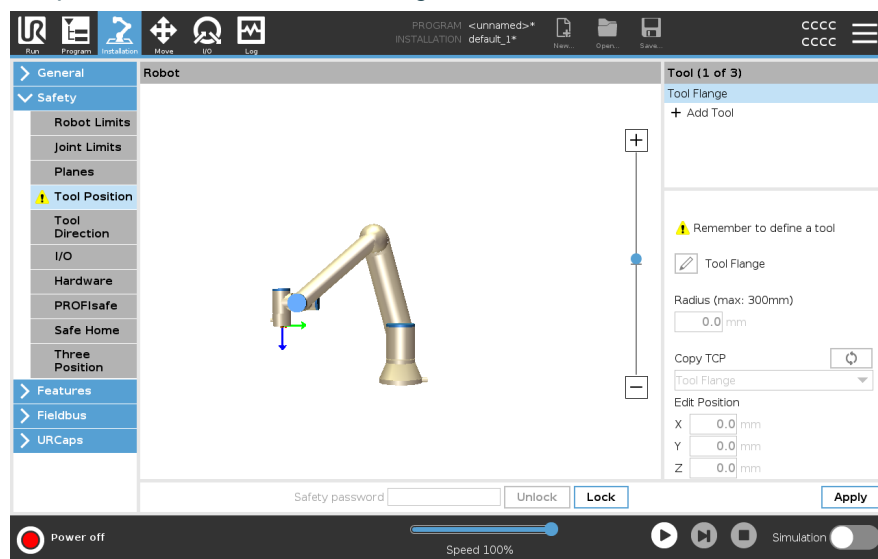 PROGRAM <unnamed>*
INSTALLATION default_1*
CCCC
CCCC
UR
Run
Program
Installation
Move
I/O
Log
New...
Open...
Save...
General
Safety
Robot Limits
Joint Limits
Planes
Tool Position
Tool
Direction
I/O
Hardware
PROFIsafe
Safe Home
Three
Position
Features
Fieldbus
URCaps
Robot
+
−
Tool (1 of 3)
Tool Flange
+ Add Tool
Remember to define a tool
Tool Flange
Radius (max: 300mm)
0.0 mm
Copy TCP
Tool Flange
Edit Position
X 0.0 mm
Y 0.0 mm
Z 0.0 mm
Safety password
Unlock
Lock
Apply
Power off
Speed 100%
Simulation